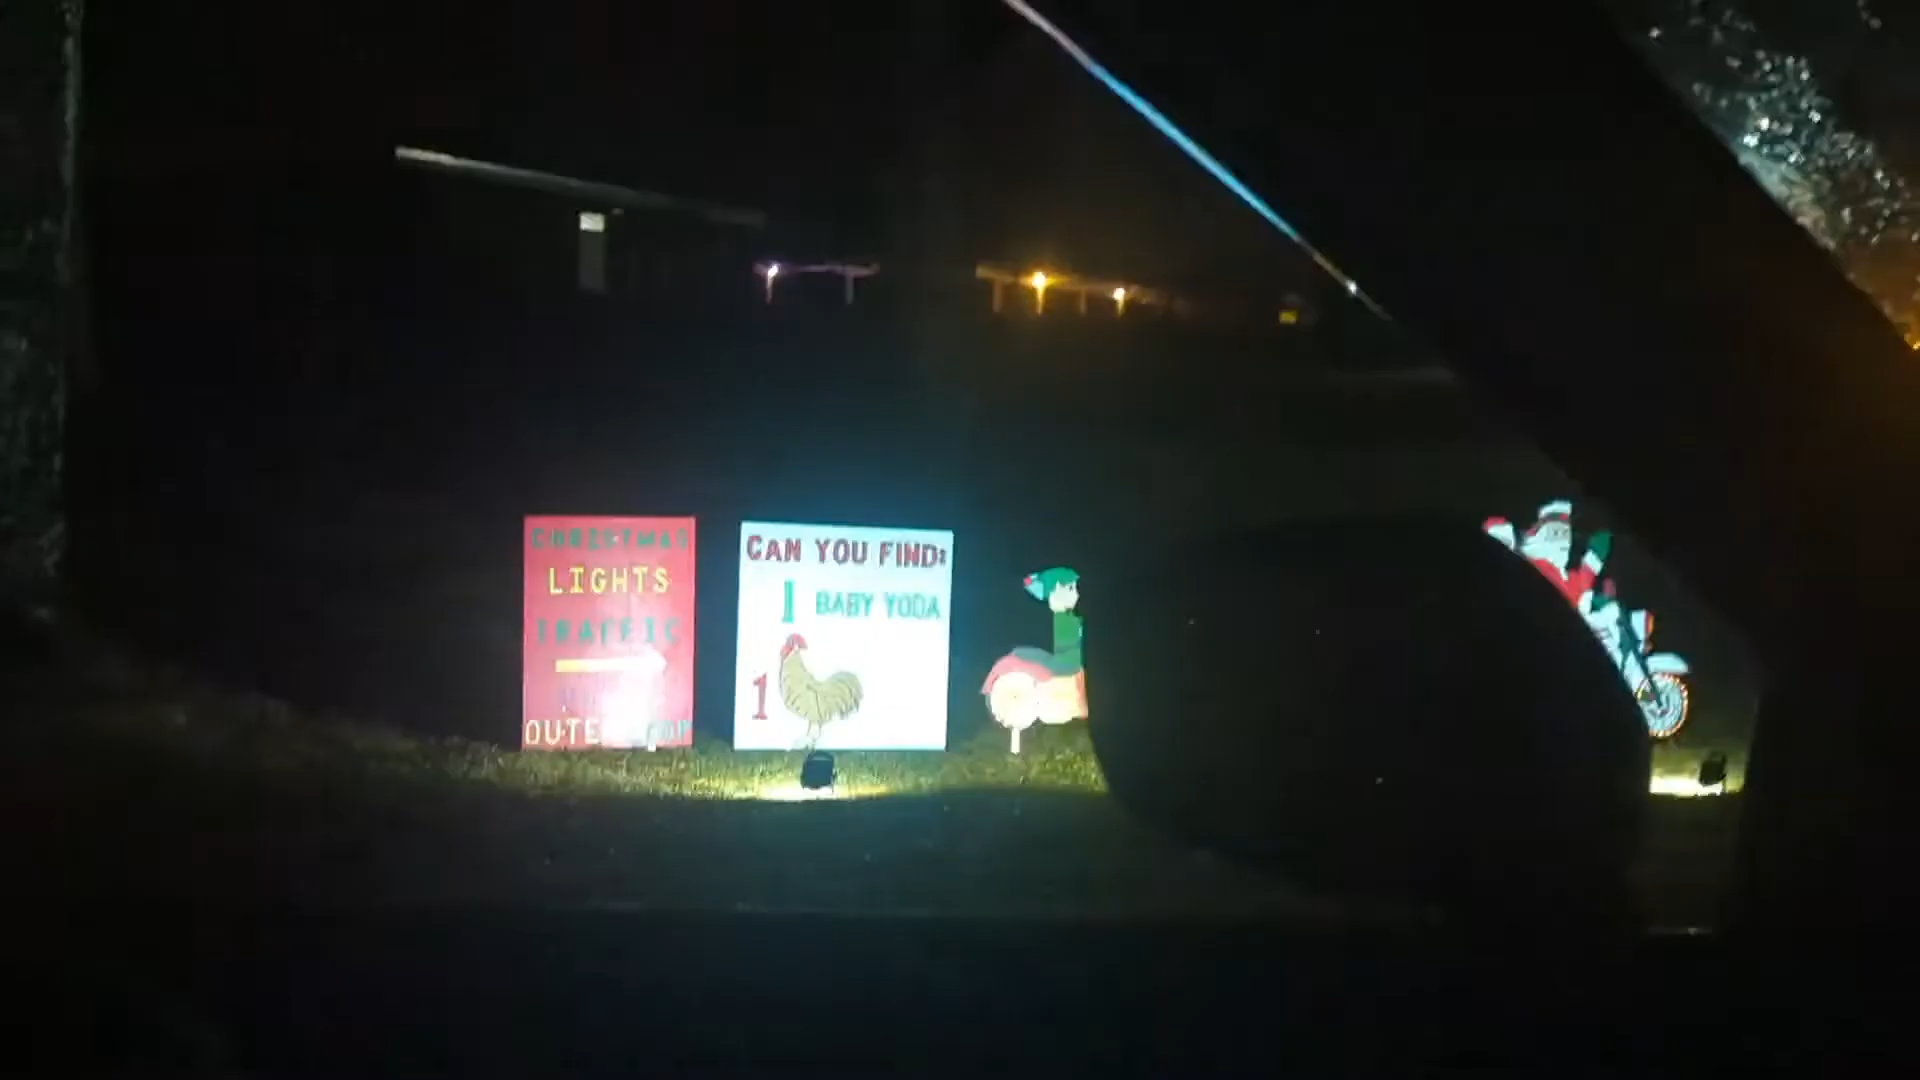 CHRISTMAS
LIGHTS
TRAFFIC
CAN YOU FIND:
1 BABY YODA
1